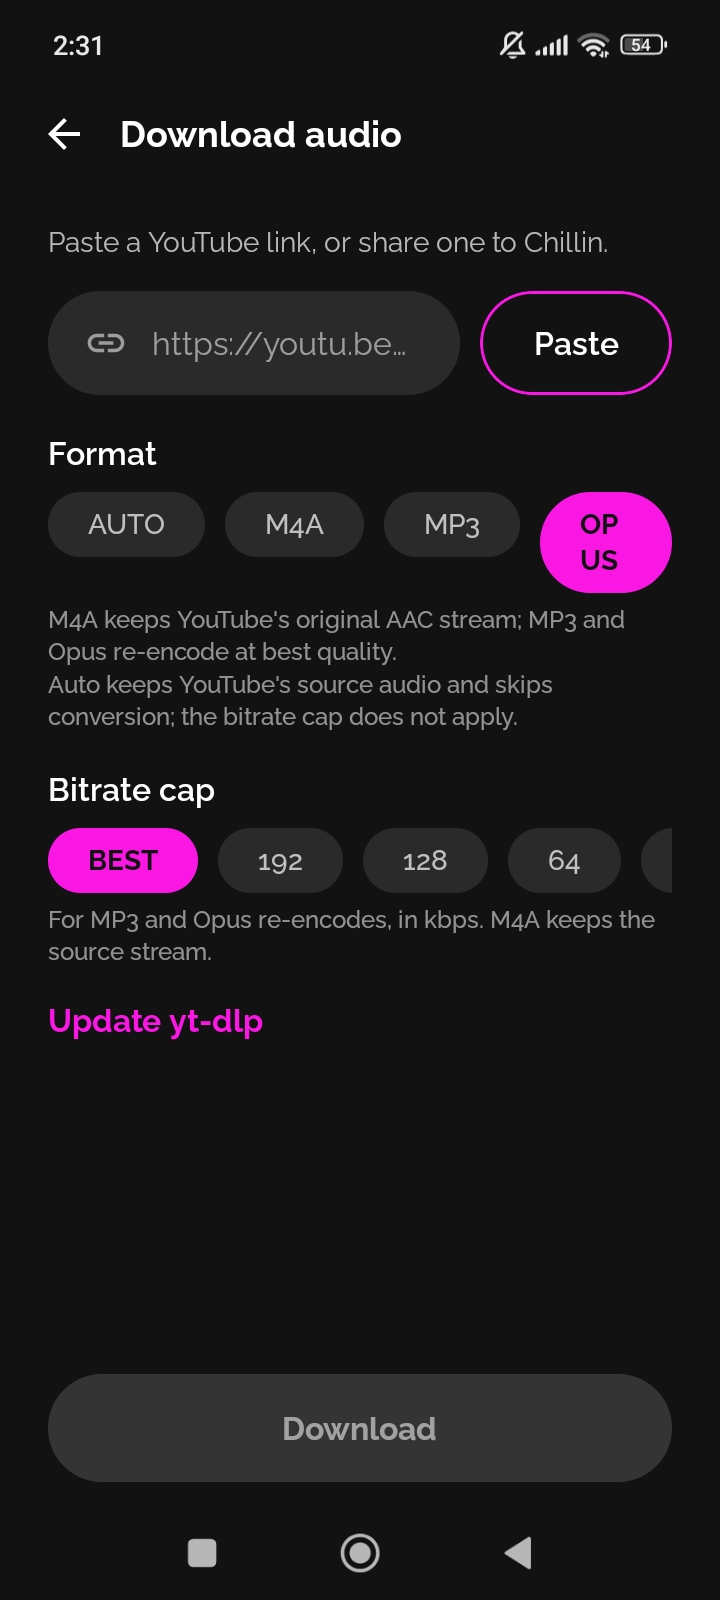 2:31
54
Download audio
Paste a YouTube link, or share one to Chillin.
https://youtu.be…
Paste
Format
AUTO
M4A
MP3
OP
US
M4A keeps YouTube's original AAC stream; MP3 and
Opus re-encode at best quality.
Auto keeps YouTube's source audio and skips
conversion; the bitrate cap does not apply.
Bitrate cap
BEST
192
128
64
For MP3 and Opus re-encodes, in kbps. M4A keeps the
source stream.
Update yt-dlp
Download